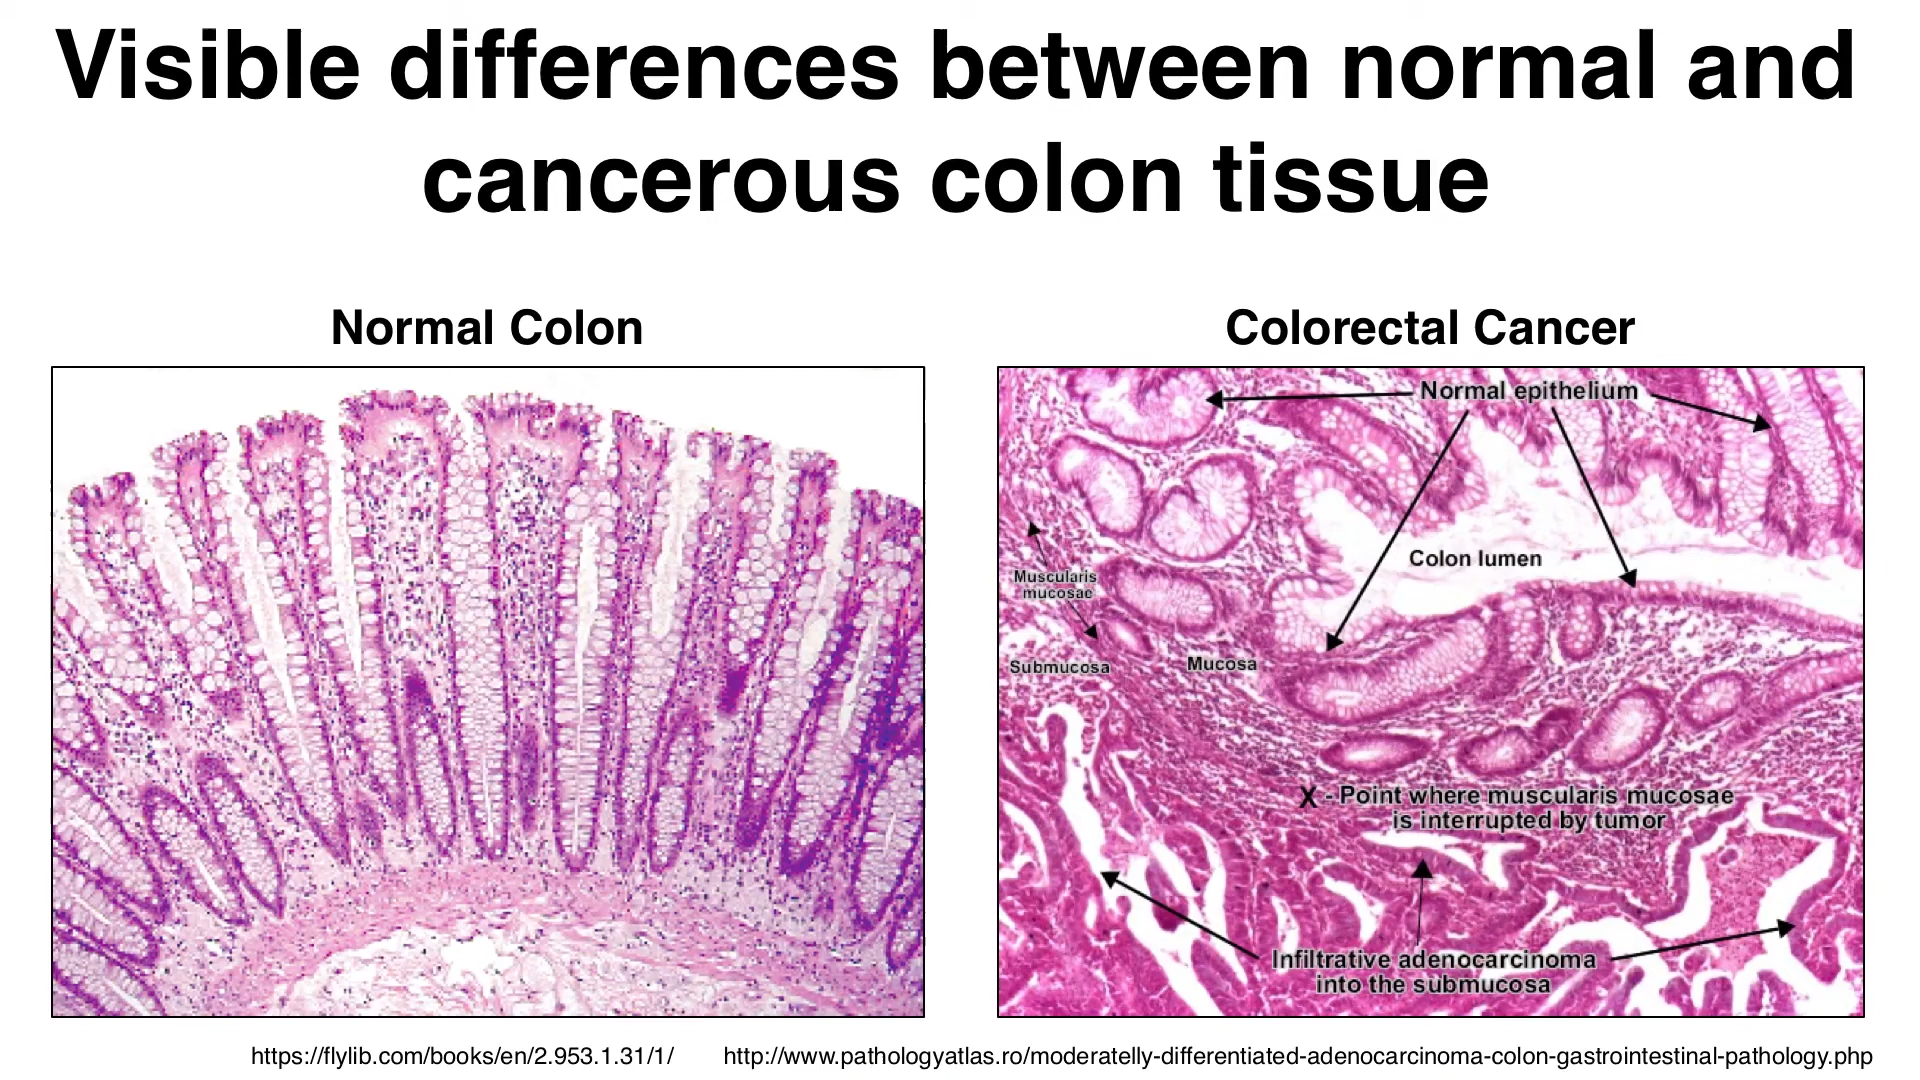 Visible differences between normal and
cancerous colon tissue
Normal Colon
Colorectal Cancer
Normal epithelium
Colon lumen
Muscularis
mucosae
Submucosa
Mucosa
X - Point where muscularis mucosae
is interrupted by tumor
Infiltrative adenocarcinoma
into the submucosa
https://flylib.com/books/en/2.953.1.31/1/
http://www.pathologyatlas.ro/moderatelly-differentiated-adenocarcinoma-colon-gastrointestinal-pathology.php